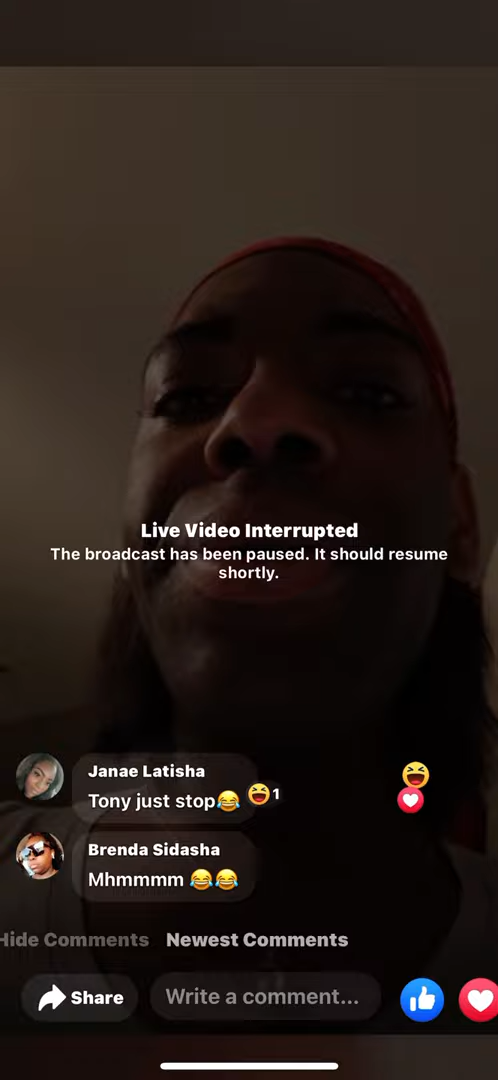 Live Video Interrupted
The broadcast has been paused. It should resume
shortly.
Janae Latisha
Tony just stop😂
😆 1
Brenda Sidasha
Mhmmmm 😂😂
Hide Comments Newest Comments
Share Write a comment...